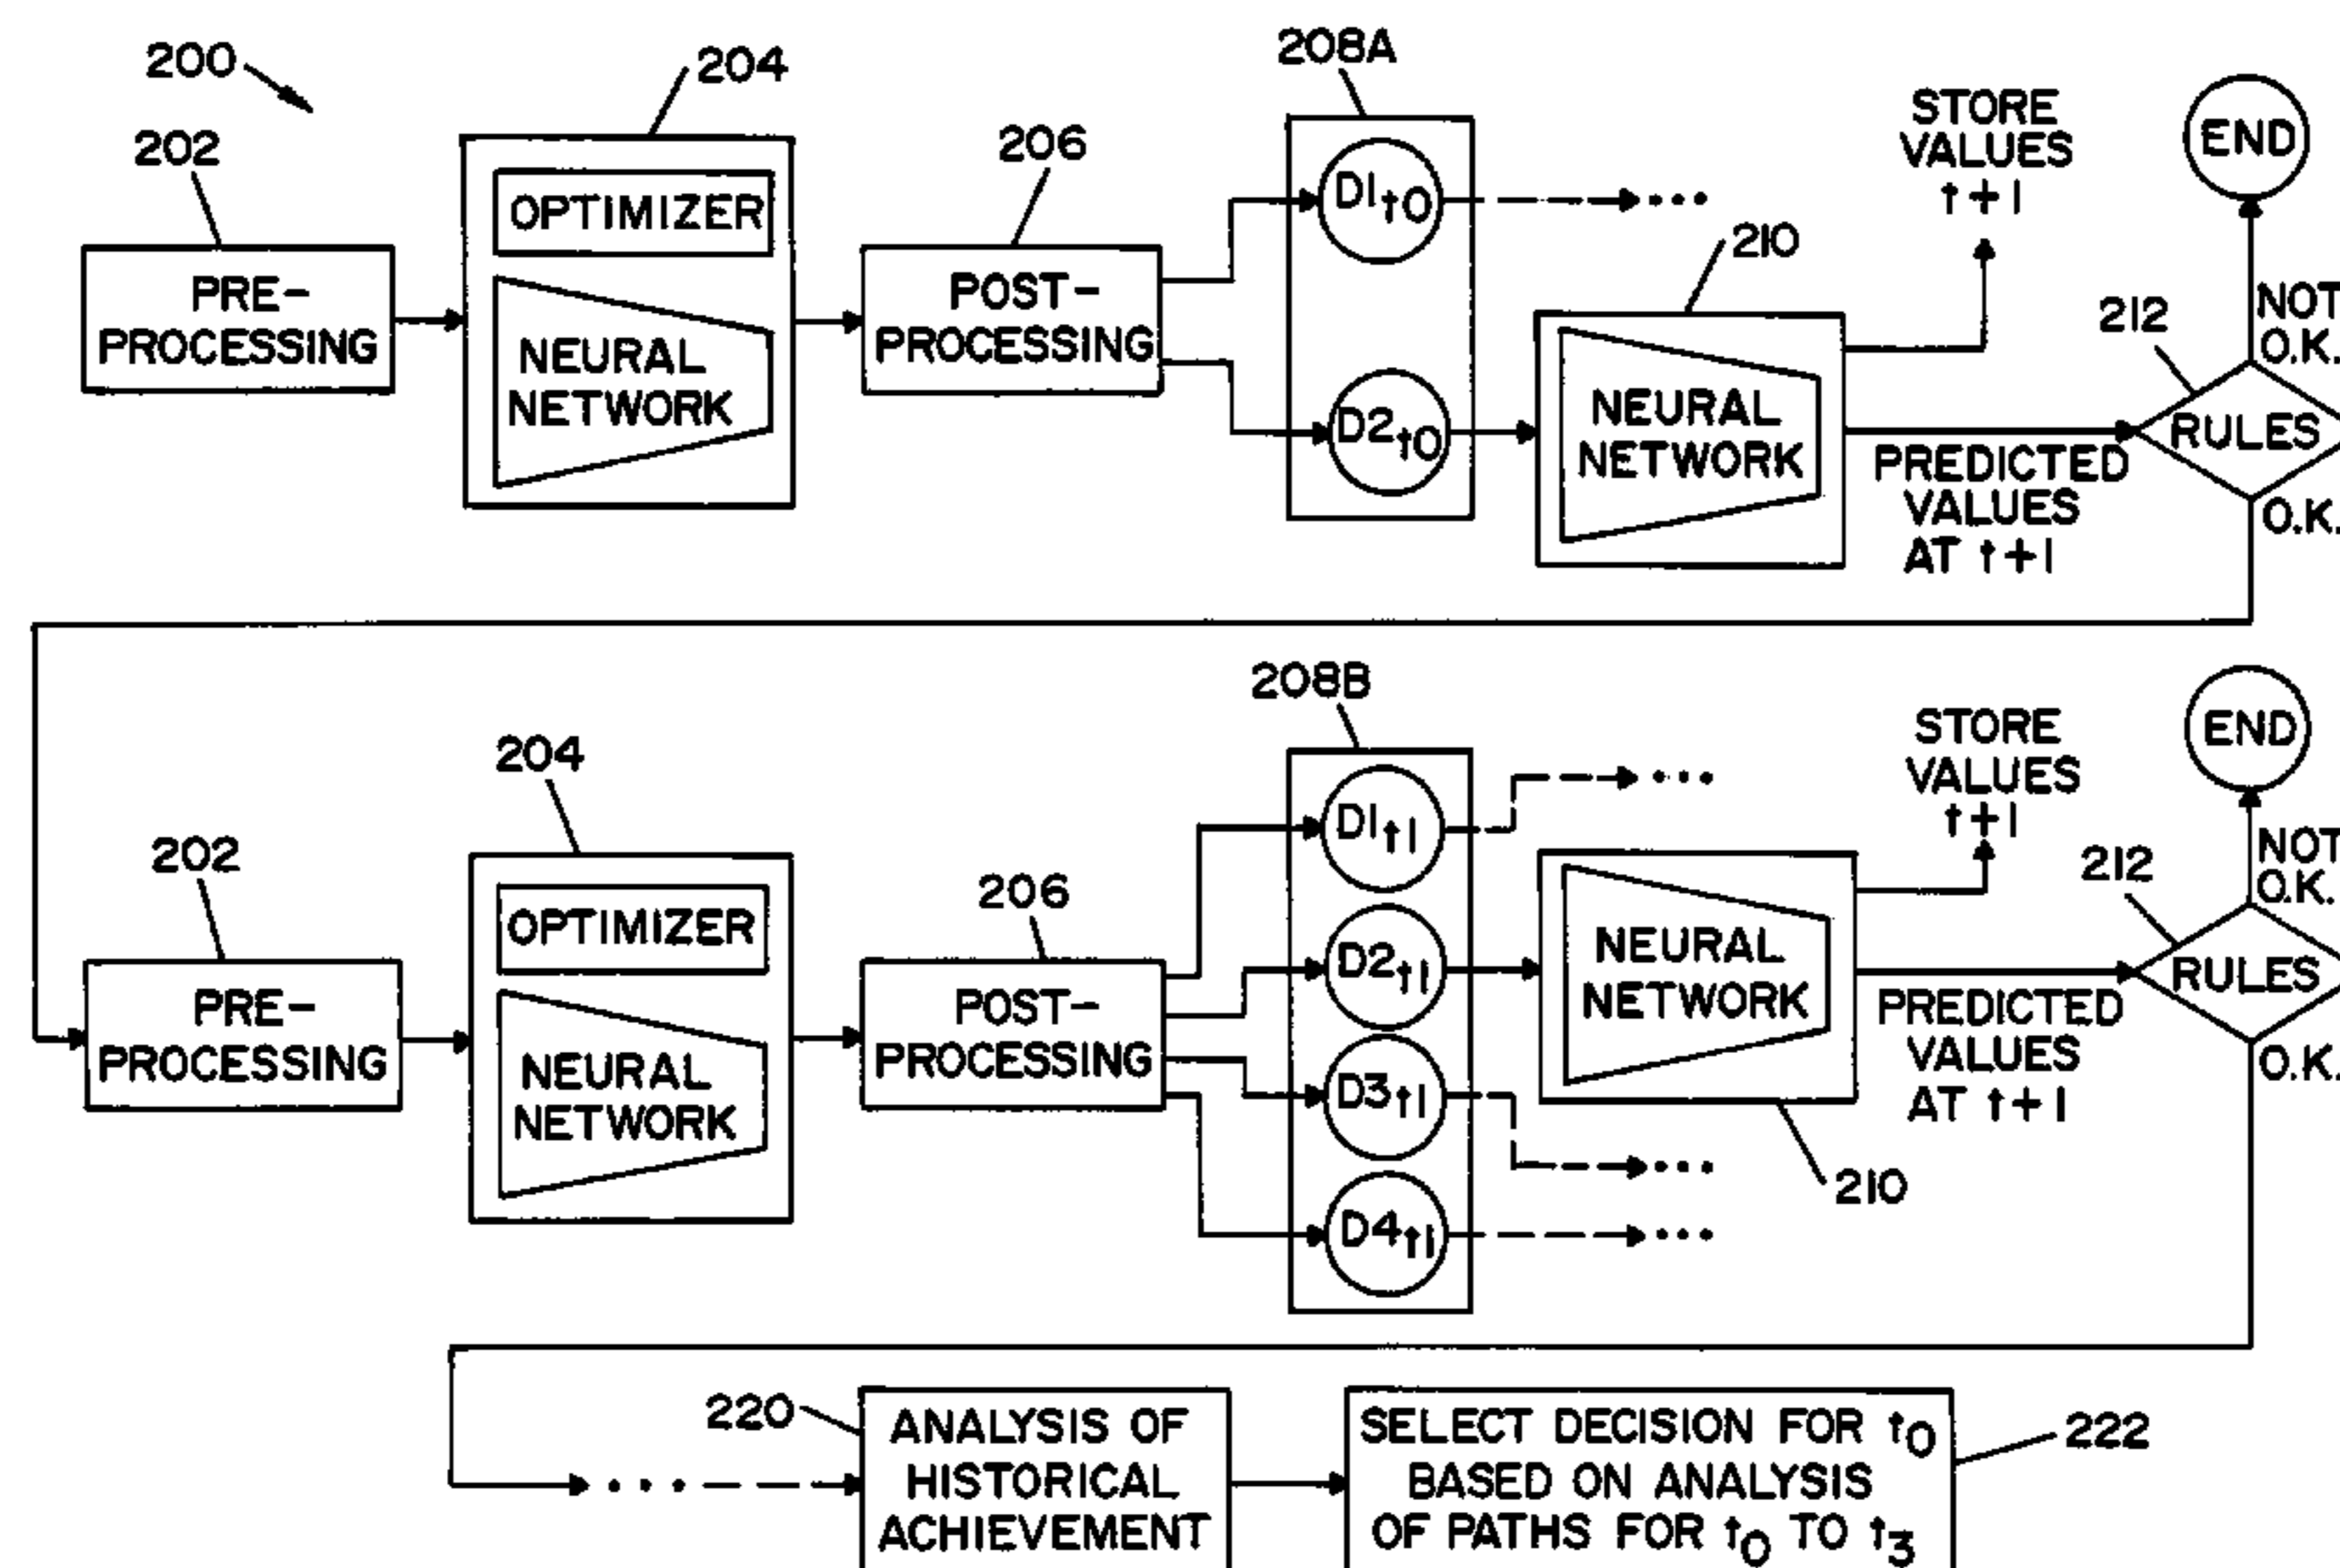 200
202
204
206
208A
210
212
PRE-
PROCESSING
OPTIMIZER
NEURAL
NETWORK
POST-
PROCESSING
D1t0
D2t0
NEURAL
NETWORK
STORE
VALUES
t+1
PREDICTED
VALUES
AT t+1
END
NOT
O.K.
RULES
O.K.
202
204
206
208B
210
212
PRE-
PROCESSING
OPTIMIZER
NEURAL
NETWORK
POST-
PROCESSING
D1t1
D2t1
D3t1
D4t1
NEURAL
NETWORK
STORE
VALUES
t+1
PREDICTED
VALUES
AT t+1
END
NOT
O.K.
RULES
O.K.
220
ANALYSIS OF
HISTORICAL
ACHIEVEMENT
SELECT DECISION FOR t0
BASED ON ANALYSIS
OF PATHS FOR t0 TO t3
222